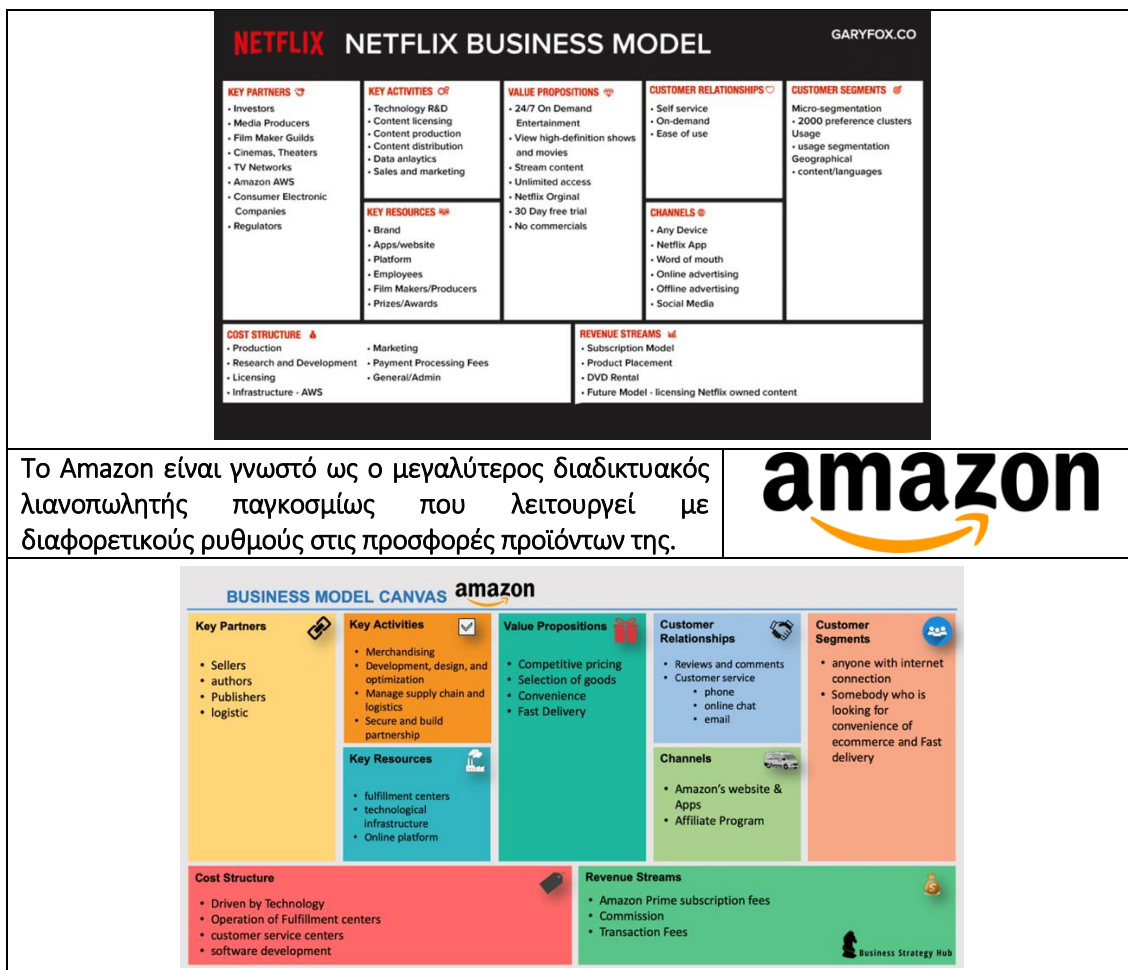 NETFLIX NETFLIX BUSINESS MODEL
GARYFOX.CO
KEY PARTNERS
• Investors
• Media Producers
• Film Maker Guilds
• Cinemas, Theaters
• TV Networks
• Amazon AWS
• Consumer Electronic
Companies
• Regulators
KEY ACTIVITIES
• Technology R&D
• Content licensing
• Content production
• Content distribution
• Data anlaytics
• Sales and marketing
KEY RESOURCES
• Brand
• Apps/website
• Platform
• Employees
• Film Makers/Producers
• Prizes/Awards
VALUE PROPOSITIONS
• 24/7 On Demand
Entertainment
• View high-definition shows
and movies
• Stream content
• Unlimited access
• Netflix Orginal
• 30 Day free trial
• No commercials
CUSTOMER RELATIONSHIPS
• Self service
• On-demand
• Ease of use
CHANNELS
• Any Device
• Netflix App
• Word of mouth
• Online advertising
• Offline advertising
• Social Media
CUSTOMER SEGMENTS
Micro-segmentation
• 2000 preference clusters
Usage
• usage segmentation
Geographical
• content/languages
COST STRUCTURE
• Production
• Research and Development
• Licensing
• Infrastructure - AWS
• Marketing
• Payment Processing Fees
• General/Admin
REVENUE STREAMS
• Subscription Model
• Product Placement
• DVD Rental
• Future Model - licensing Netflix owned content
Το Amazon είναι γνωστό ως ο μεγαλύτερος διαδικτυακός
λιανοπωλητής παγκοσμίως που λειτουργεί με
διαφορετικούς ρυθμούς στις προσφορές προϊόντων της.
amazon
BUSINESS MODEL CANVAS amazon
Key Partners
• Sellers
• authors
• Publishers
• logistic
Key Activities
• Merchandising
• Development, design, and
optimization
• Manage supply chain and
logistics
• Secure and build
partnership
Key Resources
• fulfillment centers
• technological
infrastructure
• Online platform
Value Propositions
• Competitive pricing
• Selection of goods
• Convenience
• Fast Delivery
Customer
Relationships
• Reviews and comments
• Customer service
• phone
• online chat
• email
Channels
• Amazon's website &
Apps
• Affiliate Program
Customer
Segments
• anyone with internet
connection
• Somebody who is
looking for
convenience of
ecommerce and Fast
delivery
Cost Structure
• Driven by Technology
• Operation of Fulfillment centers
• customer service centers
• software development
Revenue Streams
• Amazon Prime subscription fees
• Commission
• Transaction Fees
Business Strategy Hub